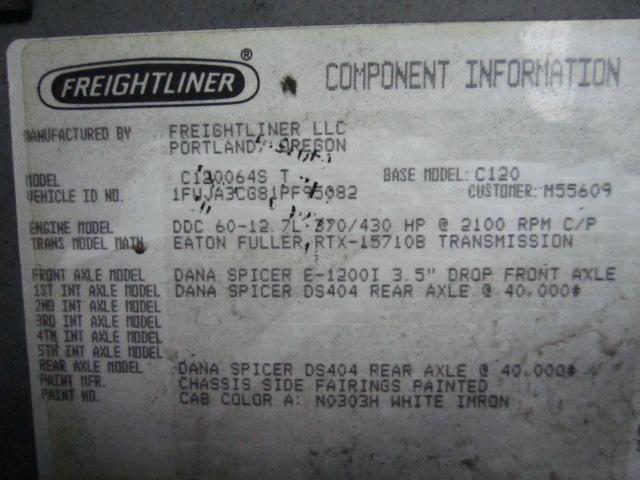 FREIGHTLINER ® COMPONENT INFORMATION
MANUFACTURED BY FREIGHTLINER LLC
PORTLAND, OREGON
MODEL C120064S T BASE MODEL: C120
VEHICLE ID NO. 1FUJA3CG81PF95082 CUSTOMER: M55609
ENGINE MODEL DDC 60-12.7L 370/430 HP @ 2100 RPM C/P
TRANS MODEL MAIN EATON FULLER RTX-15710B TRANSMISSION
FRONT AXLE MODEL DANA SPICER E-1200I 3.5" DROP FRONT AXLE
1ST INT AXLE MODEL DANA SPICER DS404 REAR AXLE @ 40,000#
2ND INT AXLE MODEL
3RD INT AXLE MODEL
4TH INT AXLE MODEL
5TH INT AXLE MODEL
REAR AXLE MODEL DANA SPICER DS404 REAR AXLE @ 40,000#
PAINT MFR. CHASSIS SIDE FAIRINGS PAINTED
PAINT NO. CAB COLOR A: N0303H WHITE IMRON